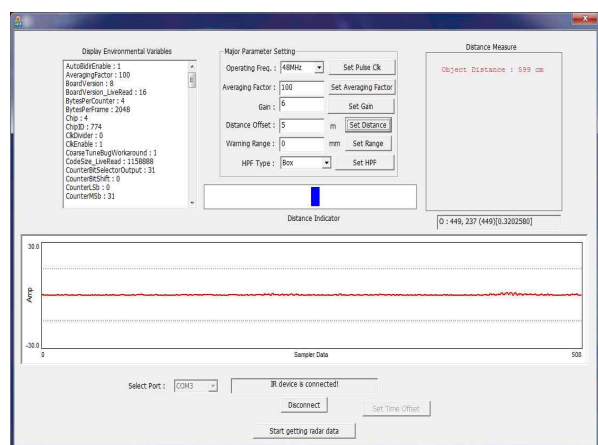 Display Environmental Variables
AutoBidirEnable : 1
AveragingFactor : 100
BoardVersion : 8
BoardVersion_LiveRead : 16
BytesPerCounter : 4
BytesPerFrame : 2048
Chip : 4
ChipID : 774
ClkDivider : 0
ClkEnable : 1
CoarseTuneBugWorkaround : 1
CodeSize_LiveRead : 1158888
CounterBitSelectorOutput : 31
CounterBitShift : 0
CounterLSb : 0
CounterMSb : 31
Major Parameter Setting
Operating Freq. : 48MHz Set Pulse Clk
Averaging Factor : 100 Set Averaging Factor
Gain : 6 Set Gain
Distance Offset : 5 m Set Distance
Warning Range : 0 mm Set Range
HPF Type : Box Set HPF
Distance Measure
Object Distance : 599 cm
Distance Indicator
O : 449, 237 (449)[0.3202580]
30.0
Amp
-30.0
0 Sampler Data 508
Select Port : COM3 IR device is connected!
Disconnect Set Time Offset
Start getting radar data